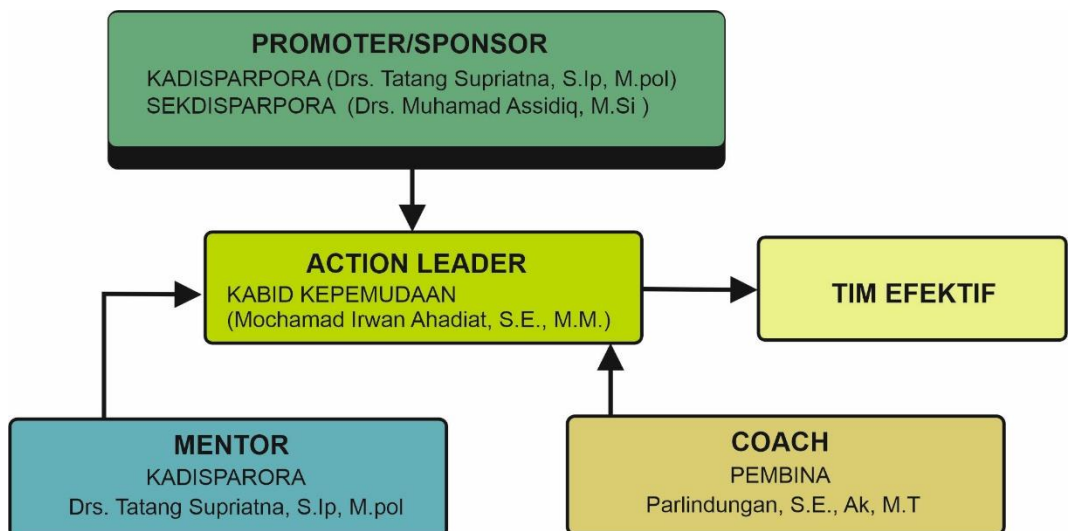 PROMOTER/SPONSOR
KADISPARPORA (Drs. Tatang Supriatna, S.Ip, M.pol)
SEKDISPARPORA (Drs. Muhamad Assidiq, M.Si )
ACTION LEADER
KABID KEPEMUDAAN
(Mochamad Irwan Ahadiat, S.E., M.M.)
TIM EFEKTIF
MENTOR
KADISPARORA
Drs. Tatang Supriatna, S.Ip, M.pol
COACH
PEMBINA
Parlindungan, S.E., Ak, M.T